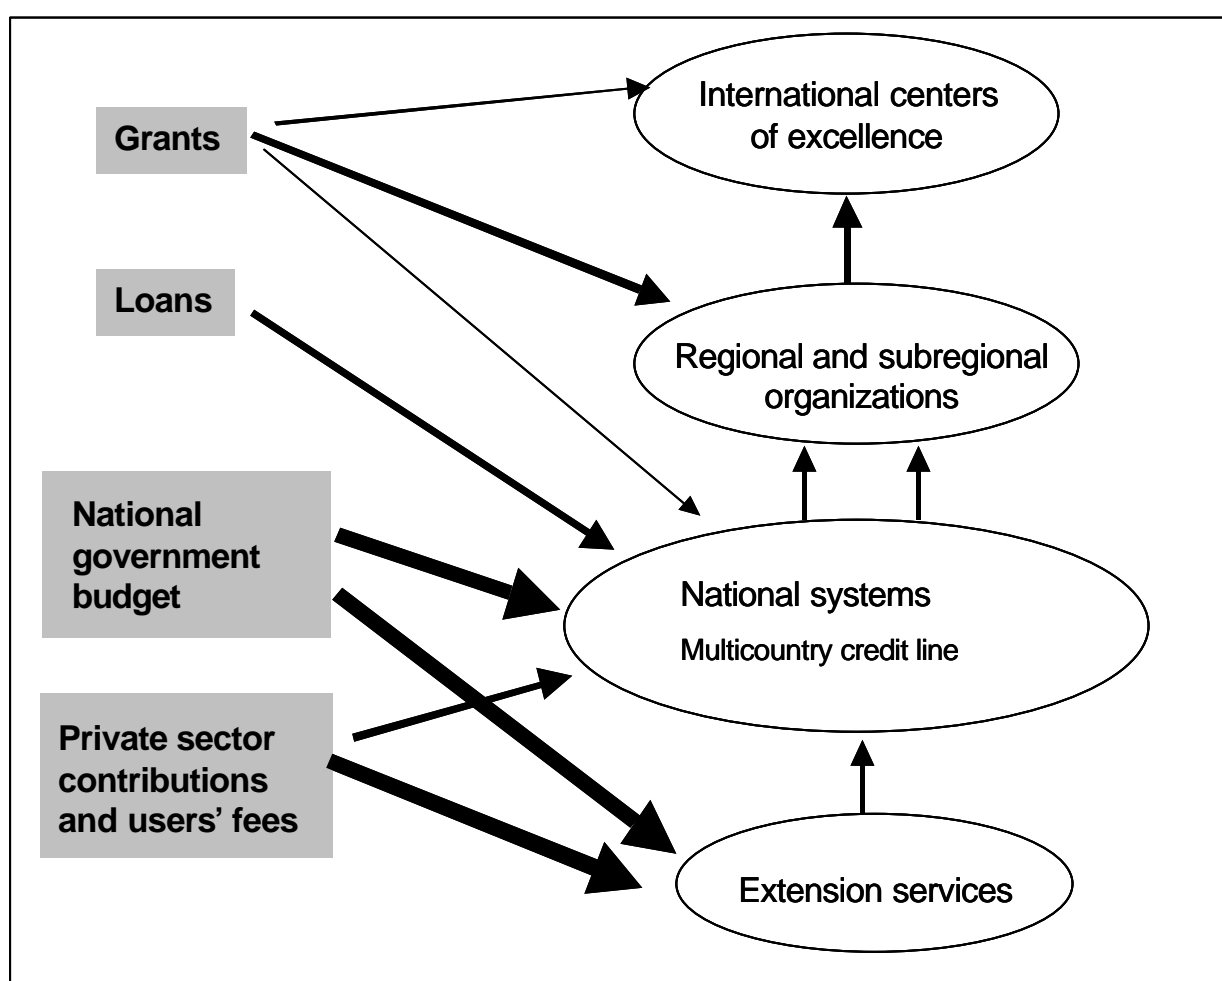 International centers
of excellence
Grants
Loans
Regional and subregional
organizations
National
government
budget
National systems
Multicountry credit line
Private sector
contributions
and users’ fees
Extension services